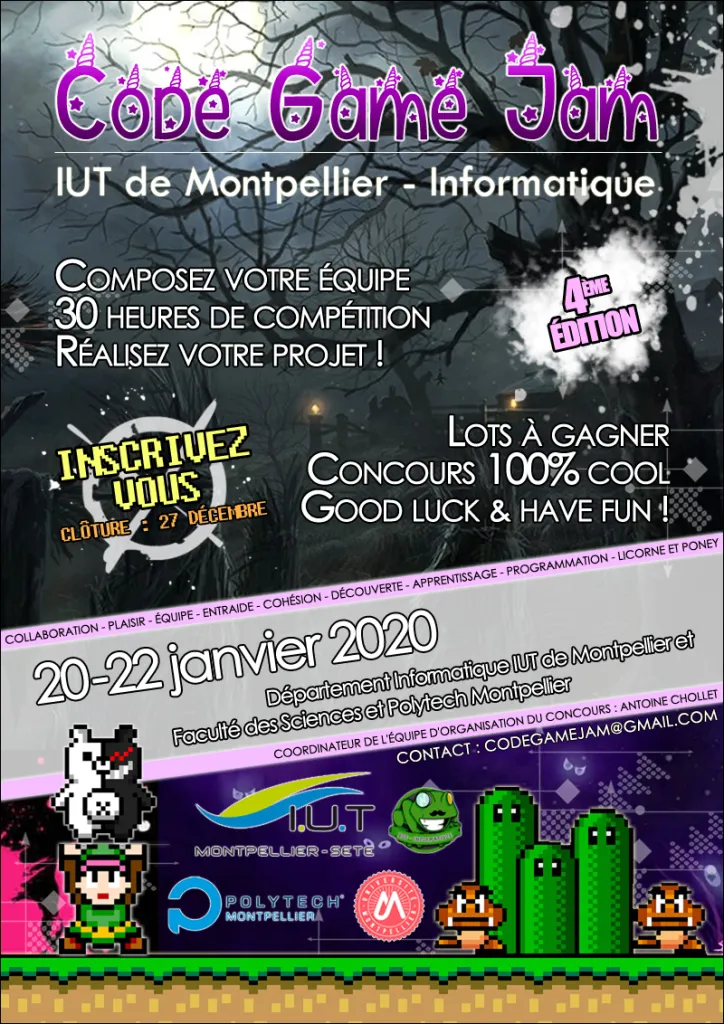 Code Game Jam
IUT de Montpellier - Informatique
Composez votre équipe
30 heures de compétition
Réalisez votre projet !
4ème
édition
Inscrivez
vous
clôture : 27 décembre
Lots à gagner
Concours 100% cool
Good luck & have fun !
COLLABORATION - PLAISIR - ÉQUIPE - ENTRAIDE - COHÉSION - DÉCOUVERTE - APPRENTISSAGE - PROGRAMMATION - LICORNE ET PONEY
20-22 janvier 2020
Département Informatique IUT de Montpellier et
Faculté des Sciences et Polytech Montpellier
COORDINATEUR DE L'ÉQUIPE D'ORGANISATION DU CONCOURS : ANTOINE CHOLLET
CONTACT : CODEGAMEJAM@GMAIL.COM
I.U.T
MONTPELLIER-SETE
POLYTECH
MONTPELLIER